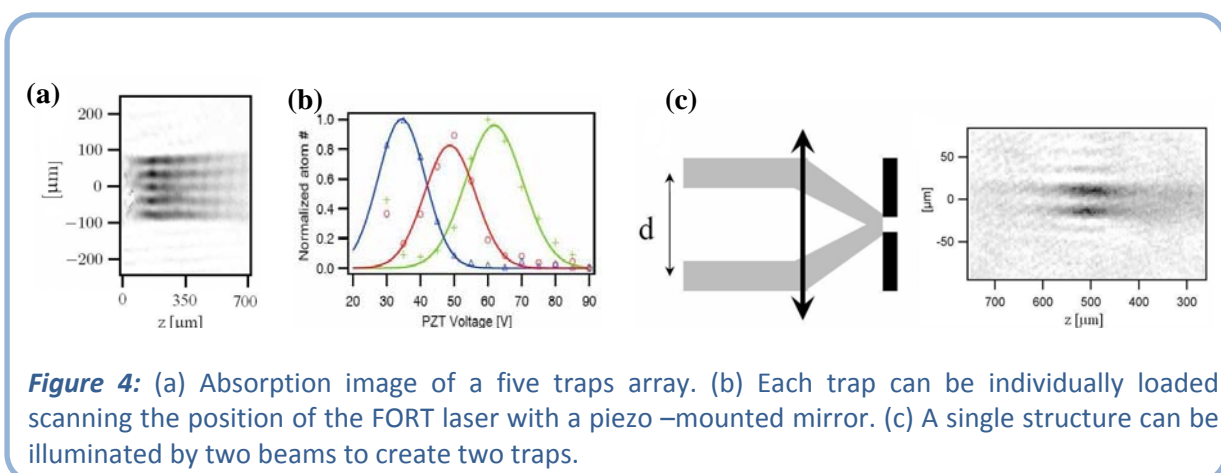 (a)
200
100
0
−100
−200
[μm]
0 350 700
z [μm]
(b)
Normalized atom #
1.0
0.8
0.6
0.4
0.2
0.0
20 30 40 50 60 70 80 90
PZT Voltage [V]
(c)
d
[μm]
50
0
-50
700 600 500 400 300
z [μm]
Figure 4: (a) Absorption image of a five traps array. (b) Each trap can be individually loaded
scanning the position of the FORT laser with a piezo –mounted mirror. (c) A single structure can be
illuminated by two beams to create two traps.